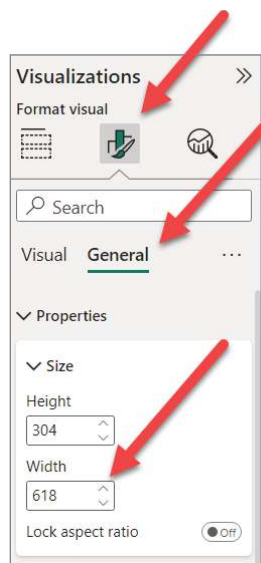 Visualizations
Format visual
Search
Visual General ...
Properties
Size
Height
304
Width
618
Lock aspect ratio Off